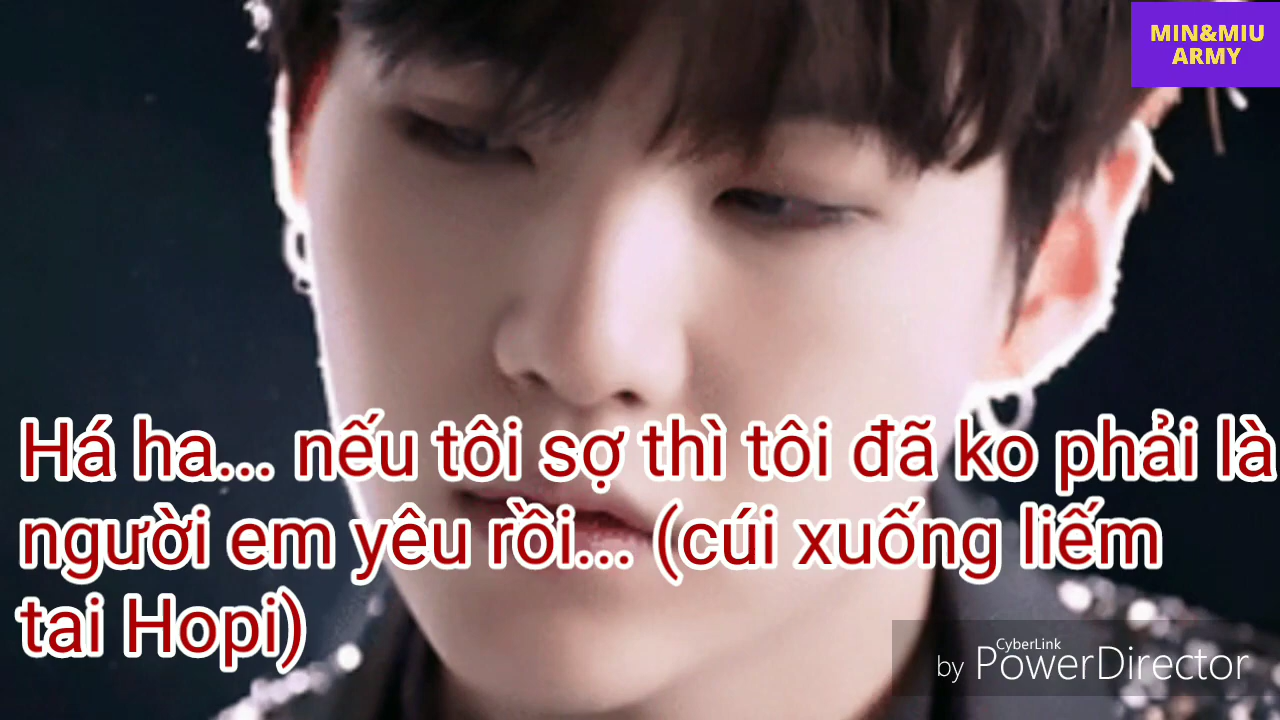 MIN&MIU
ARMY
Há ha... nếu tôi sợ thì tôi đã ko phải là
người em yêu rồi... (cúi xuống liếm
tai Hopi)
CyberLink
by PowerDirector